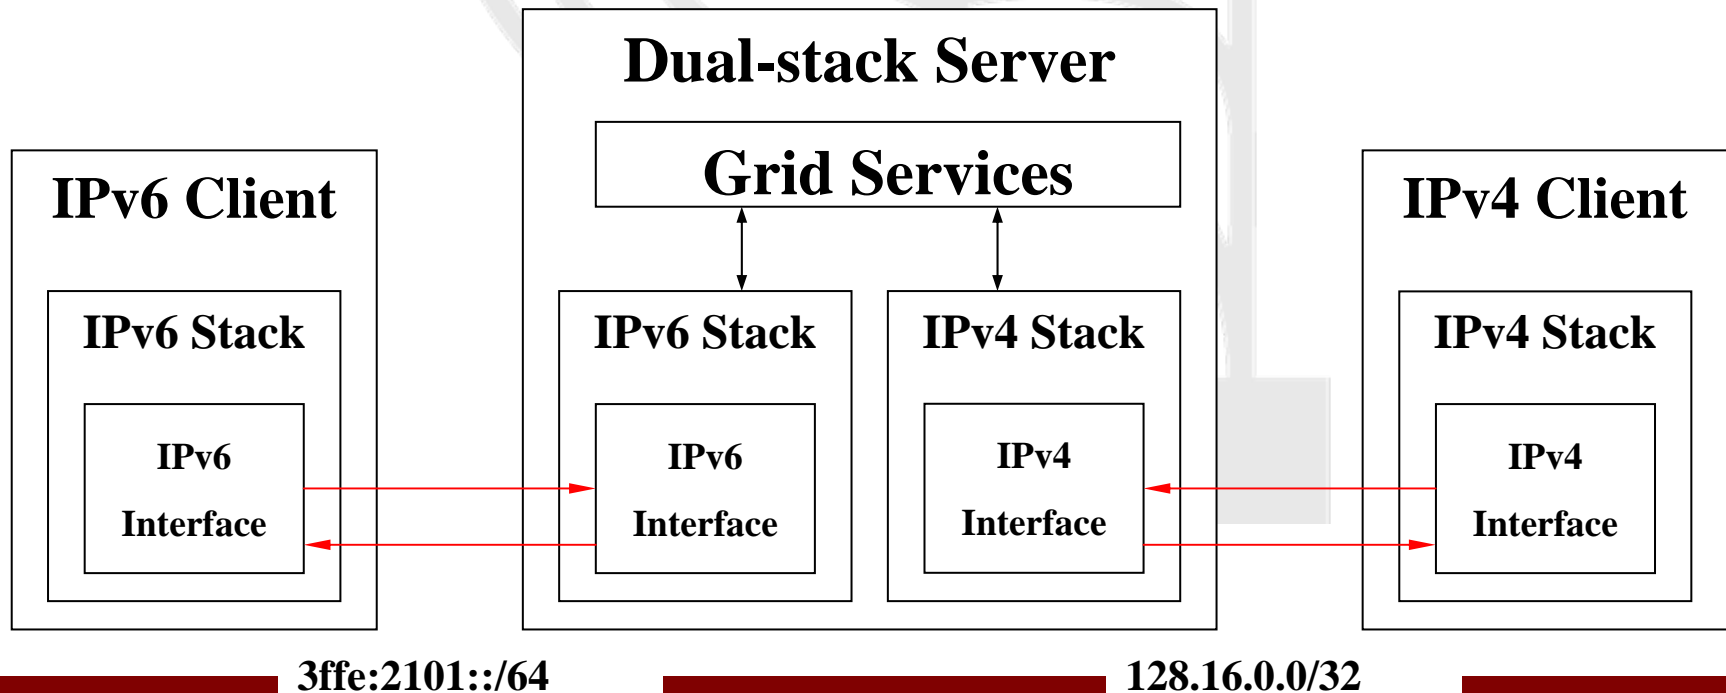 Dual-stack Server
Grid Services
IPv6 Client
IPv4 Client
IPv6 Stack
IPv6 Stack
IPv4 Stack
IPv4 Stack
IPv6
Interface
IPv6
Interface
IPv4
Interface
IPv4
Interface
3ffe:2101::/64
128.16.0.0/32